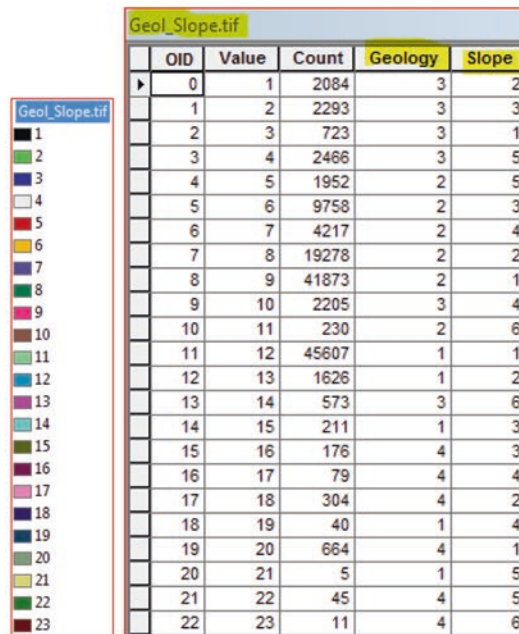 Geol_Slope.tif
1
2
3
4
5
6
7
8
9
10
11
12
13
14
15
16
17
18
19
20
21
22
23
Geol_Slope.tif
OID Value Count Geology Slope
0 1 2084 3 2
1 2 2293 3 3
2 3 723 3 1
3 4 2466 3 5
4 5 1952 2 5
5 6 9758 2 3
6 7 4217 2 4
7 8 19278 2 2
8 9 41873 2 1
9 10 2205 3 4
10 11 230 2 6
11 12 45607 1 1
12 13 1626 1 2
13 14 573 3 6
14 15 211 1 3
15 16 176 4 3
16 17 79 4 4
17 18 304 4 2
18 19 40 1 4
19 20 664 4 1
20 21 5 1 5
21 22 45 4 5
22 23 11 4 6